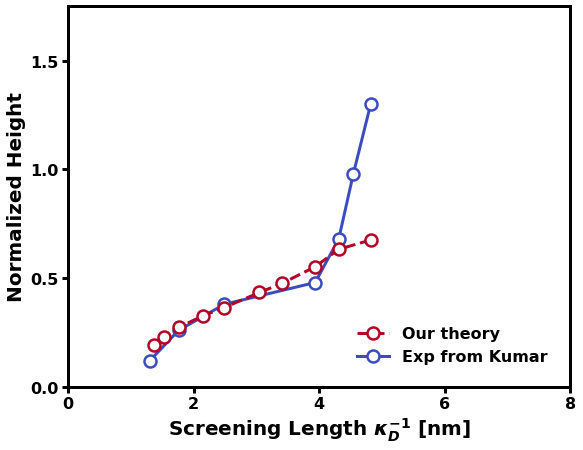 1.5
1.0
0.5
0.0
0 2 4 6 8
Normalized Height
Screening Length κ_D^{-1} [nm]
Our theory
Exp from Kumar